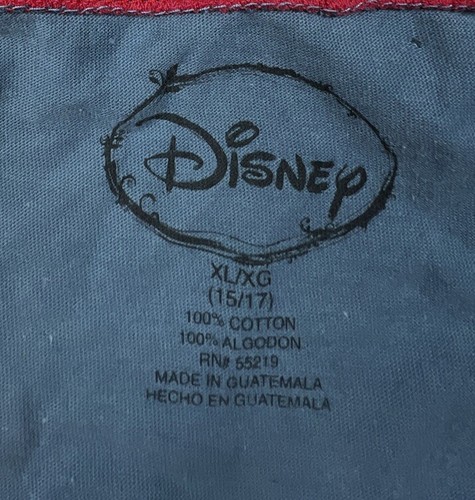 Disney
XL/XG
(15/17)
100% COTTON
100% ALGODON
RN# 55219
MADE IN GUATEMALA
HECHO EN GUATEMALA